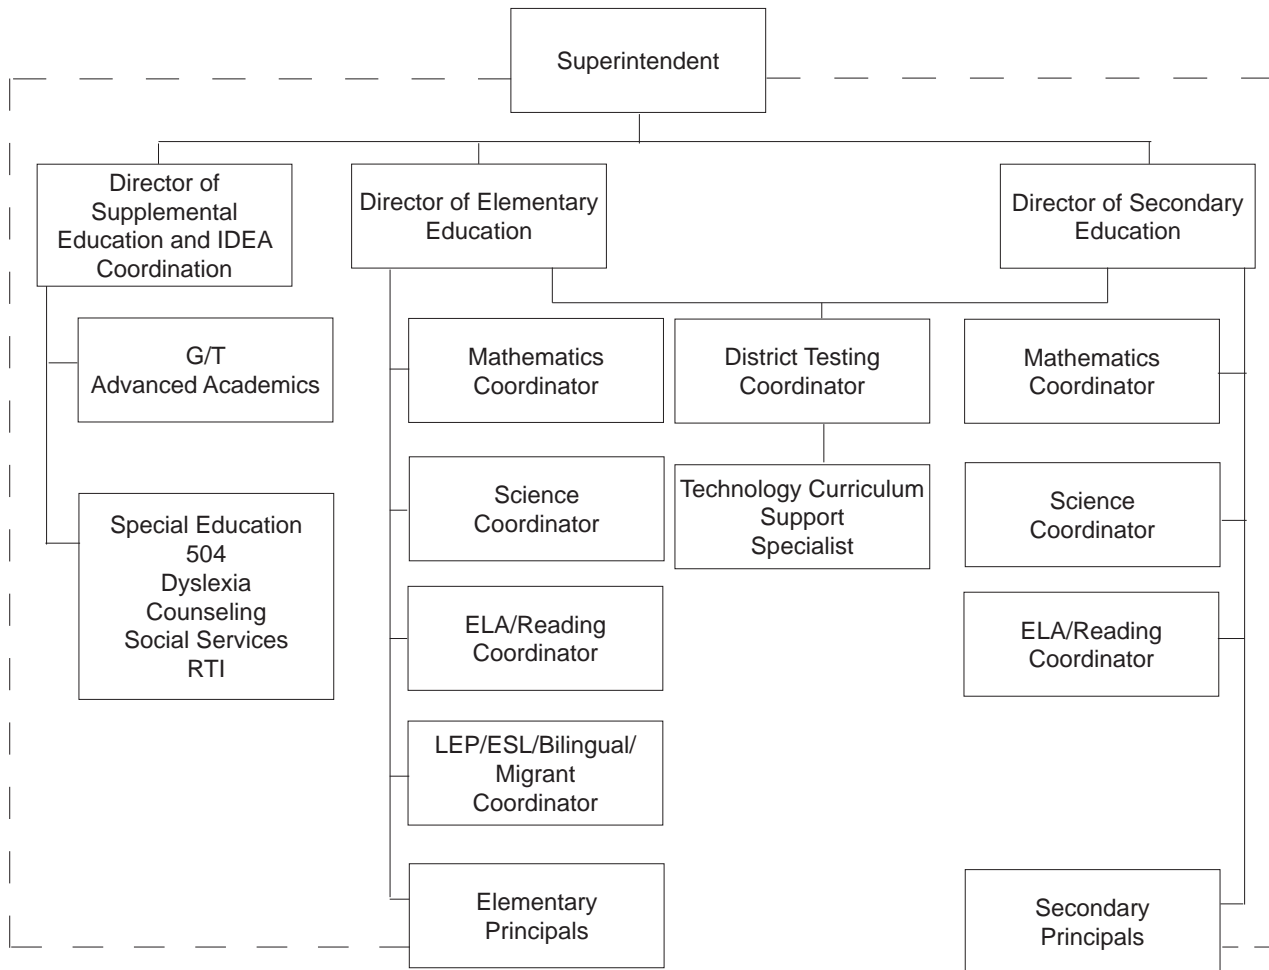 Superintendent
Director of
Supplemental
Education and IDEA
Coordination
Director of Elementary
Education
Director of Secondary
Education
G/T
Advanced Academics
Mathematics
Coordinator
District Testing
Coordinator
Mathematics
Coordinator
Special Education
504
Dyslexia
Counseling
Social Services
RTI
Science
Coordinator
Technology Curriculum
Support
Specialist
Science
Coordinator
ELA/Reading
Coordinator
ELA/Reading
Coordinator
LEP/ESL/Bilingual/
Migrant
Coordinator
Elementary
Principals
Secondary
Principals